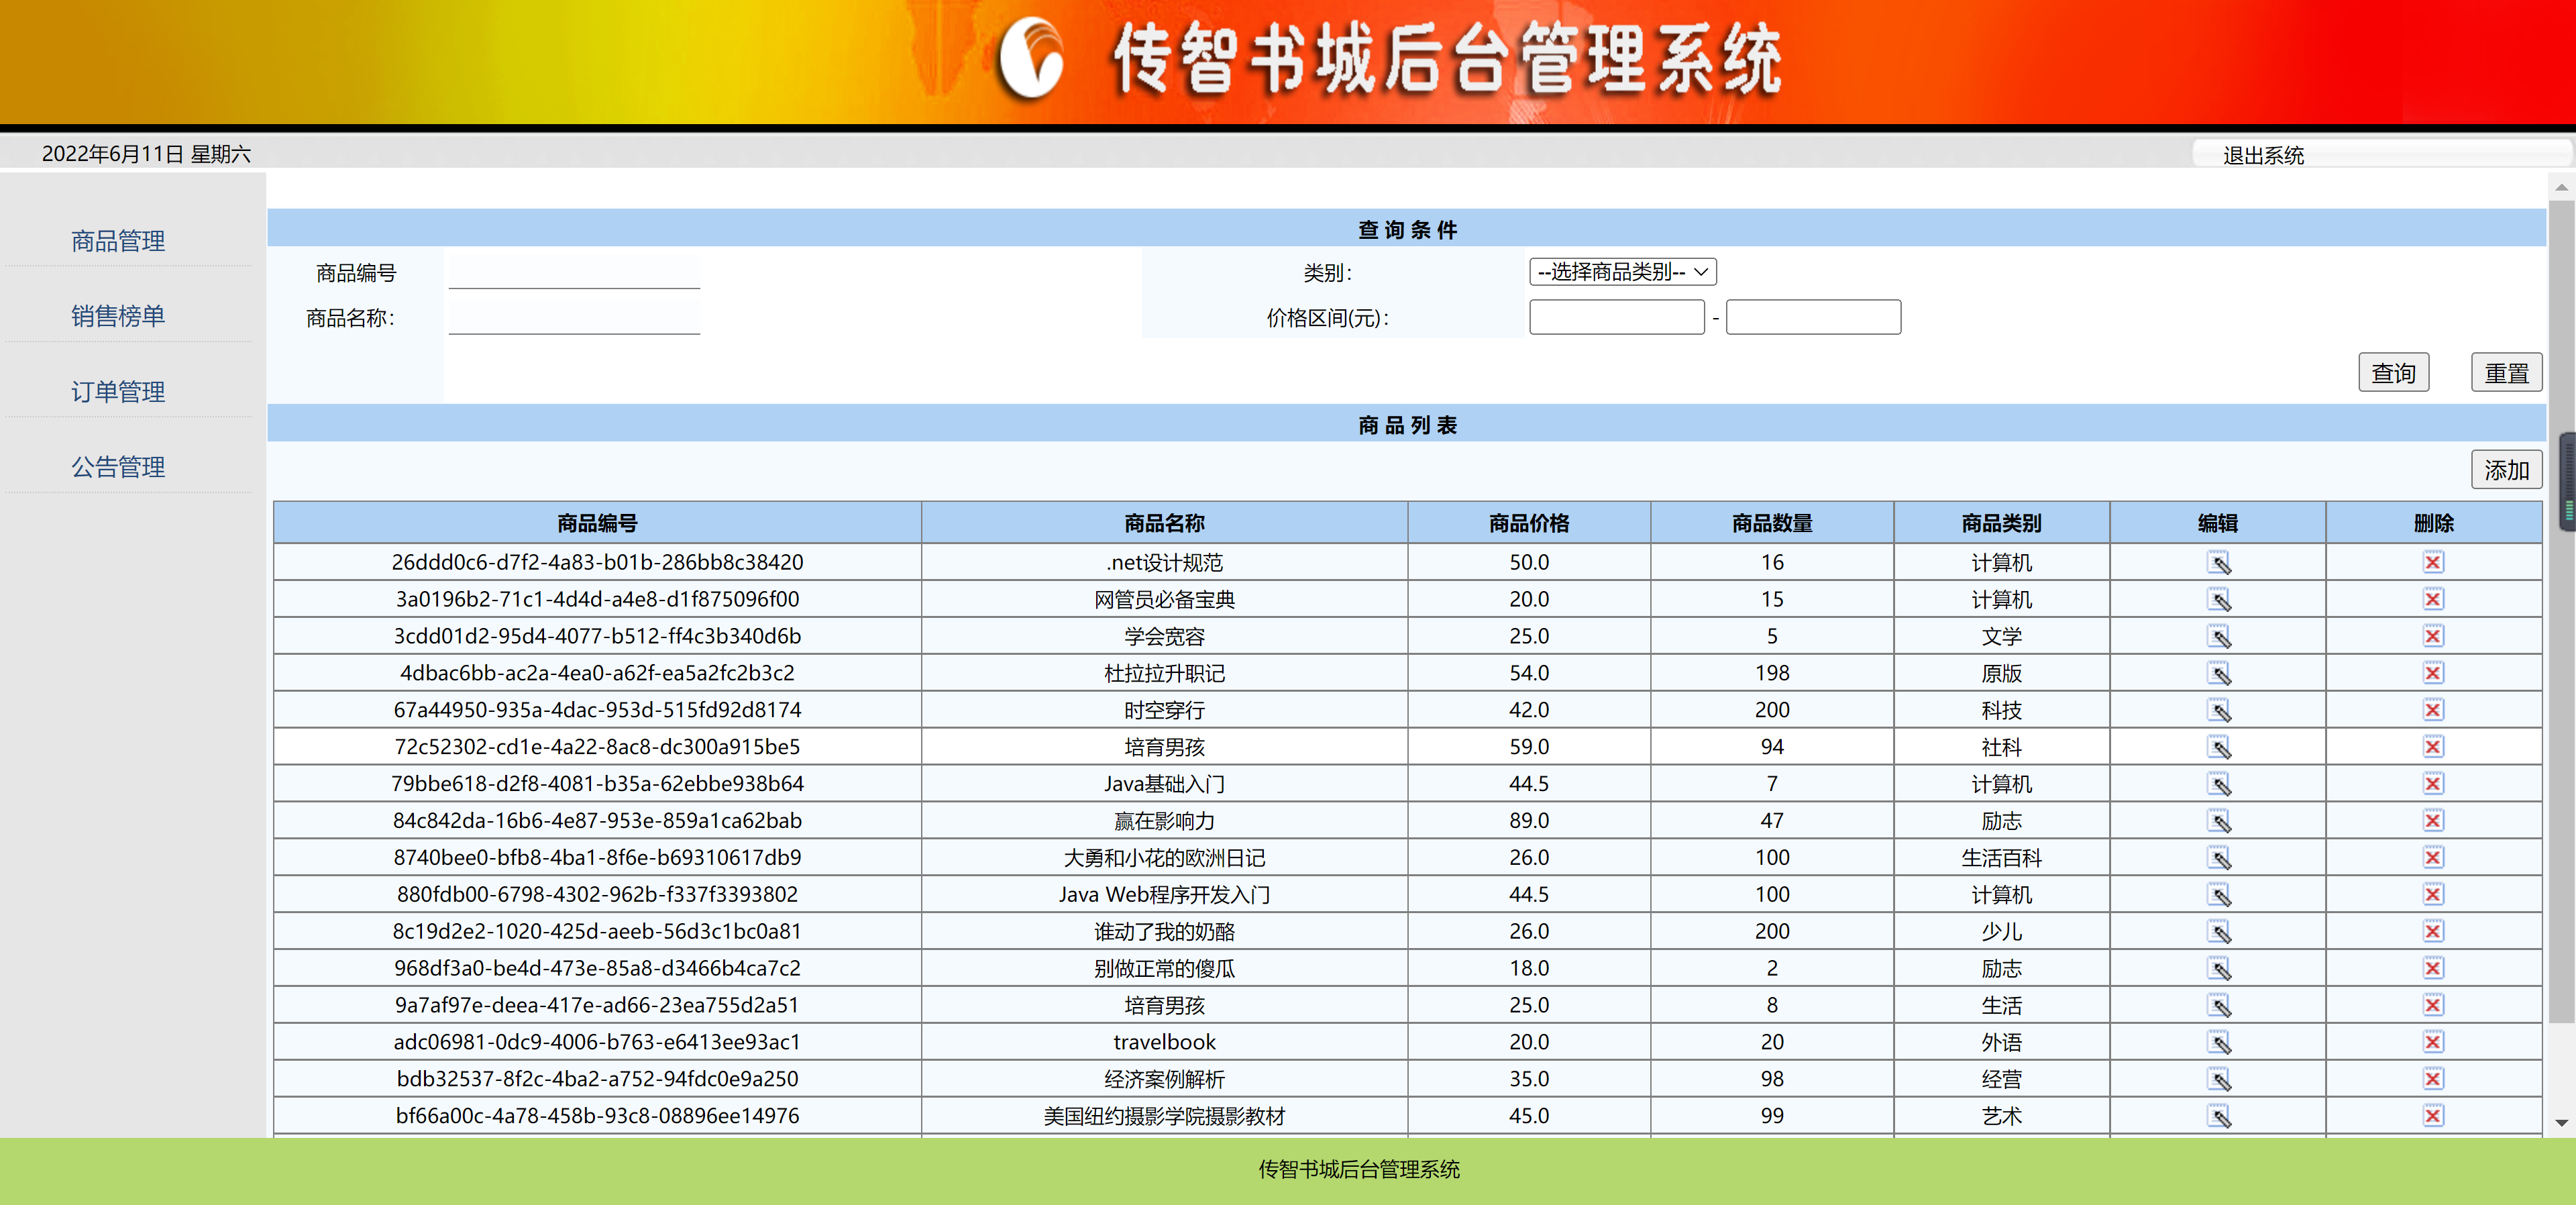 传智书城后台管理系统
2022年6月11日 星期六 退出系统
商品管理
销售榜单
订单管理
公告管理
查 询 条 件
商品编号 类别： --选择商品类别--
商品名称： 价格区间(元)： -
查询 重置
商 品 列 表
添加
商品编号 商品名称 商品价格 商品数量 商品类别 编辑 删除
26ddd0c6-d7f2-4a83-b01b-286bb8c38420 .net设计规范 50.0 16 计算机
3a0196b2-71c1-4d4d-a4e8-d1f875096f00 网管员必备宝典 20.0 15 计算机
3cdd01d2-95d4-4077-b512-ff4c3b340d6b 学会宽容 25.0 5 文学
4dbac6bb-ac2a-4ea0-a62f-ea5a2fc2b3c2 杜拉拉升职记 54.0 198 原版
67a44950-935a-4dac-953d-515fd92d8174 时空穿行 42.0 200 科技
72c52302-cd1e-4a22-8ac8-dc300a915be5 培育男孩 59.0 94 社科
79bbe618-d2f8-4081-b35a-62ebbe938b64 Java基础入门 44.5 7 计算机
84c842da-16b6-4e87-953e-859a1ca62bab 赢在影响力 89.0 47 励志
8740bee0-bfb8-4ba1-8f6e-b69310617db9 大勇和小花的欧洲日记 26.0 100 生活百科
880fdb00-6798-4302-962b-f337f3393802 Java Web程序开发入门 44.5 100 计算机
8c19d2e2-1020-425d-aeeb-56d3c1bc0a81 谁动了我的奶酪 26.0 200 少儿
968df3a0-be4d-473e-85a8-d3466b4ca7c2 别做正常的傻瓜 18.0 2 励志
9a7af97e-deea-417e-ad66-23ea755d2a51 培育男孩 25.0 8 生活
adc06981-0dc9-4006-b763-e6413ee93ac1 travelbook 20.0 20 外语
bdb32537-8f2c-4ba2-a752-94fdc0e9a250 经济案例解析 35.0 98 经营
bf66a00c-4a78-458b-93c8-08896ee14976 美国纽约摄影学院摄影教材 45.0 99 艺术
传智书城后台管理系统